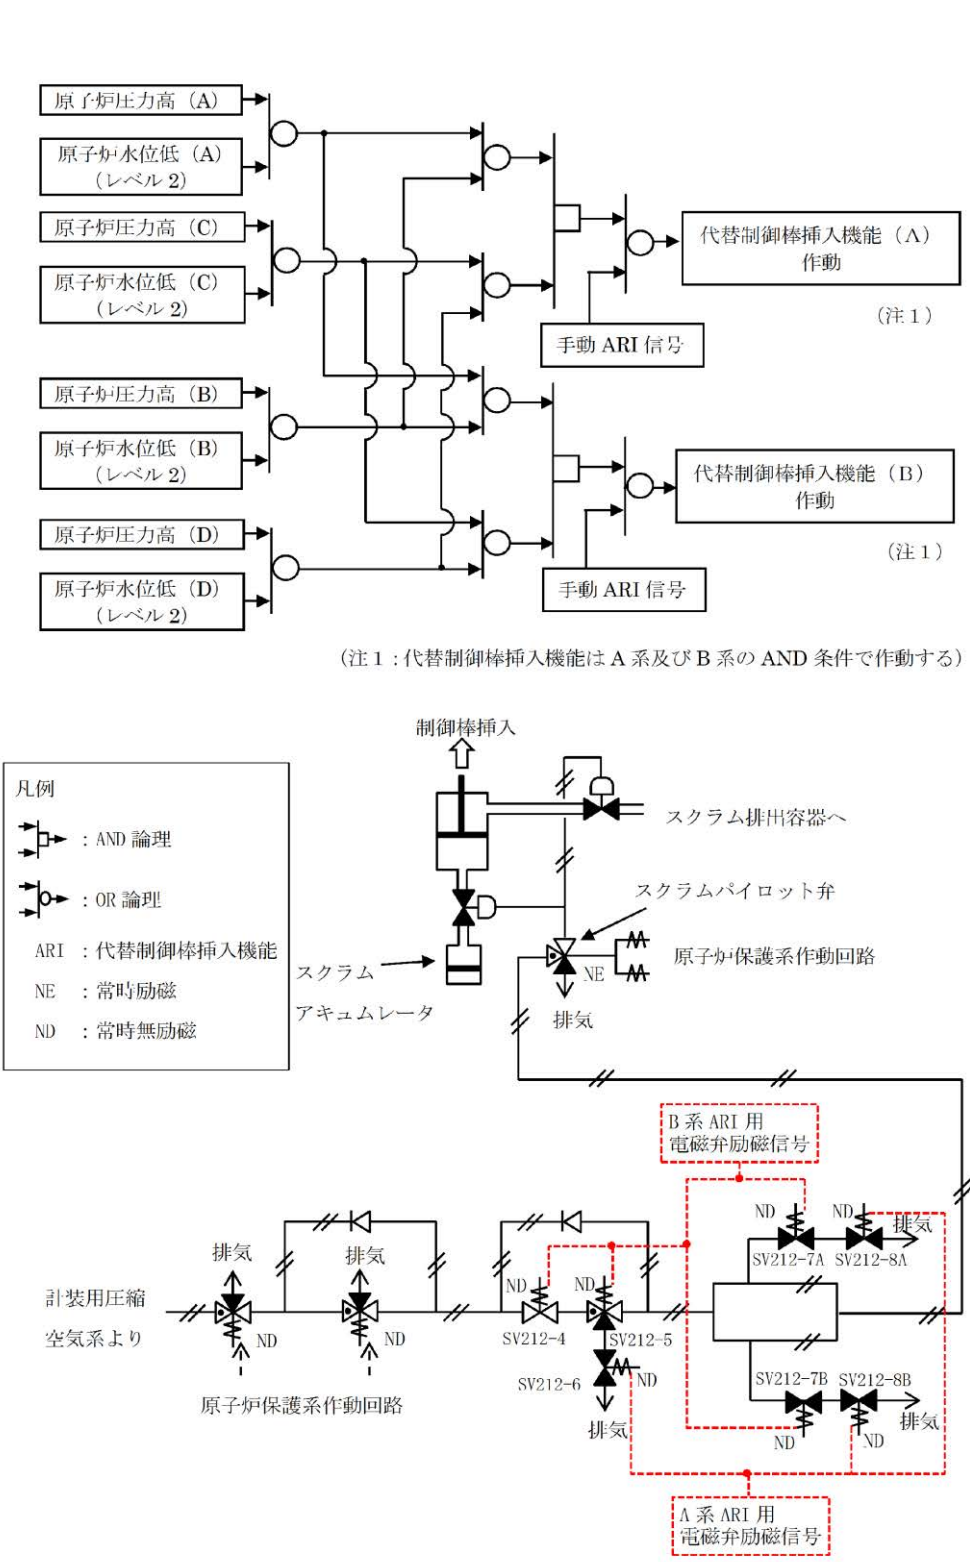 原子炉圧力高（A）
原子炉水位低（A）
（レベル2）
原子炉圧力高（C）
原子炉水位低（C）
（レベル2）
代替制御棒挿入機能（A）
作動
（注１）
手動 ARI 信号
原子炉圧力高（B）
原子炉水位低（B）
（レベル2）
代替制御棒挿入機能（B）
作動
（注１）
原子炉圧力高（D）
原子炉水位低（D）
（レベル2）
手動 ARI 信号
（注１:代替制御棒挿入機能は A 系及び B 系の AND 条件で作動する）
制御棒挿入
凡例
：AND 論理
：OR 論理
ARI ：代替制御棒挿入機能
NE ：常時励磁
ND ：常時無励磁
スクラム排出容器へ
スクラムパイロット弁
原子炉保護系作動回路
NE
排気
スクラム
アキュムレータ
B 系 ARI 用
電磁弁励磁信号
ND
ND
排気
SV212-7A
SV212-8A
排気
排気
計装用圧縮
空気系より
ND
ND
原子炉保護系作動回路
ND
ND
SV212-4
SV212-5
SV212-6
ND
排気
SV212-7B
SV212-8B
排気
ND
ND
A 系 ARI 用
電磁弁励磁信号